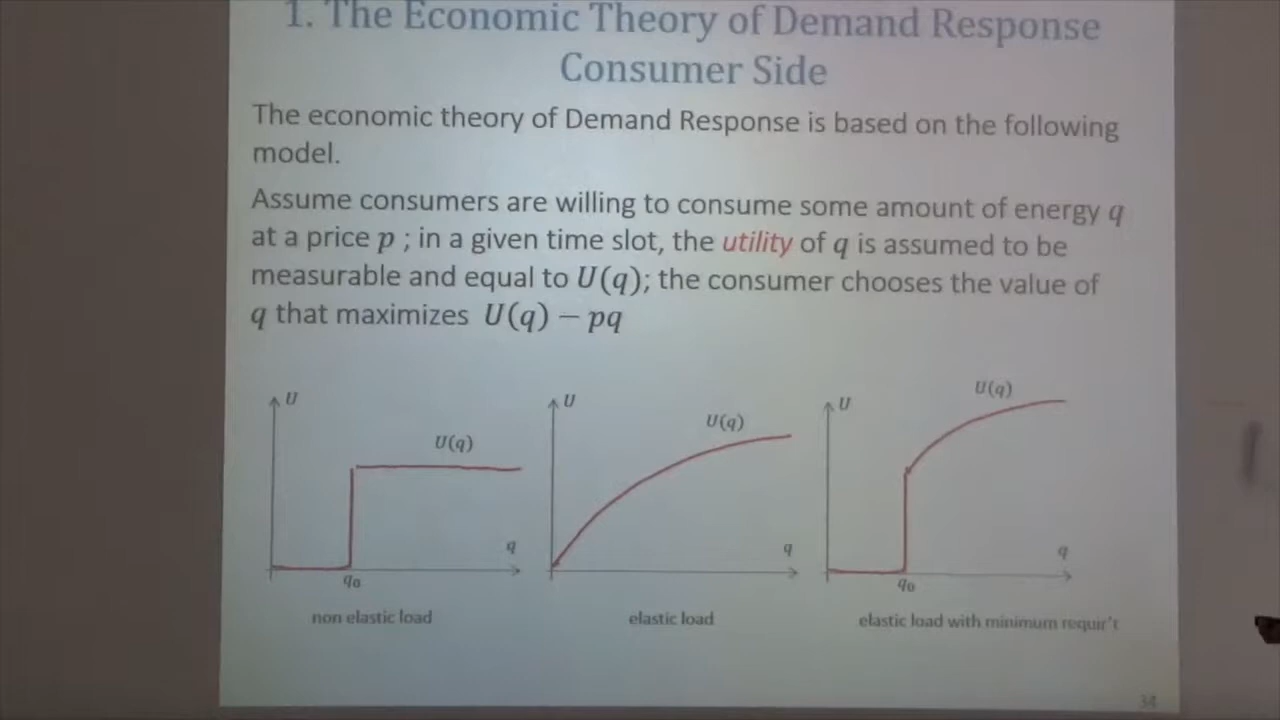 1. The Economic Theory of Demand Response
Consumer Side
The economic theory of Demand Response is based on the following
model.
Assume consumers are willing to consume some amount of energy q
at a price p ; in a given time slot, the utility of q is assumed to be
measurable and equal to U(q); the consumer chooses the value of
q that maximizes U(q) − pq
U
U(q)
q
q₀
non elastic load
U
U(q)
q
elastic load
U
U(q)
q
q₀
elastic load with minimum requir't
34